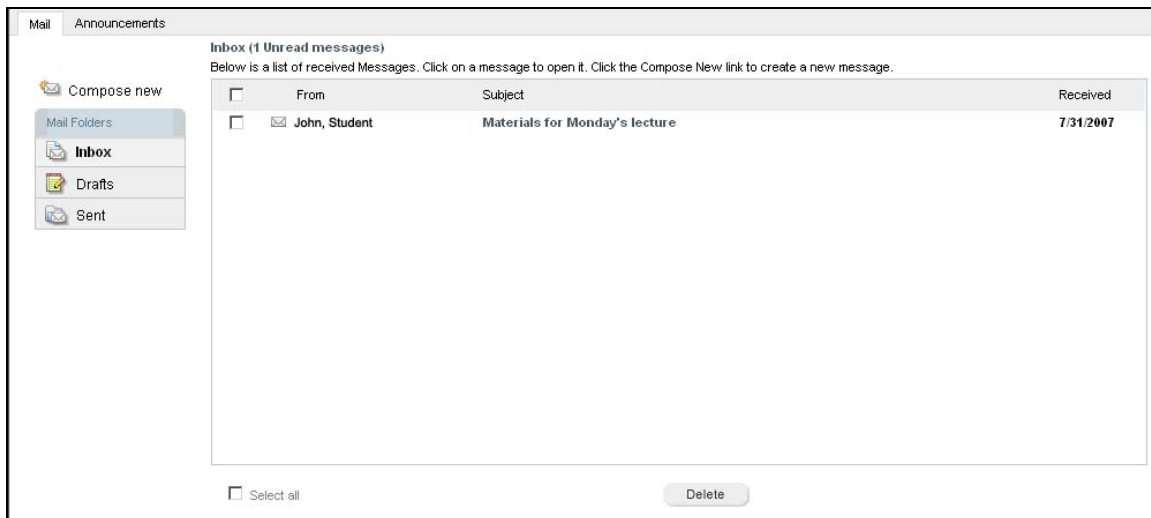 Mail Announcements
Inbox (1 Unread messages)
Below is a list of received Messages. Click on a message to open it. Click the Compose New link to create a new message.
Compose new
Mail Folders
Inbox
Drafts
Sent
From Subject Received
John, Student Materials for Monday's lecture 7/31/2007
Select all Delete